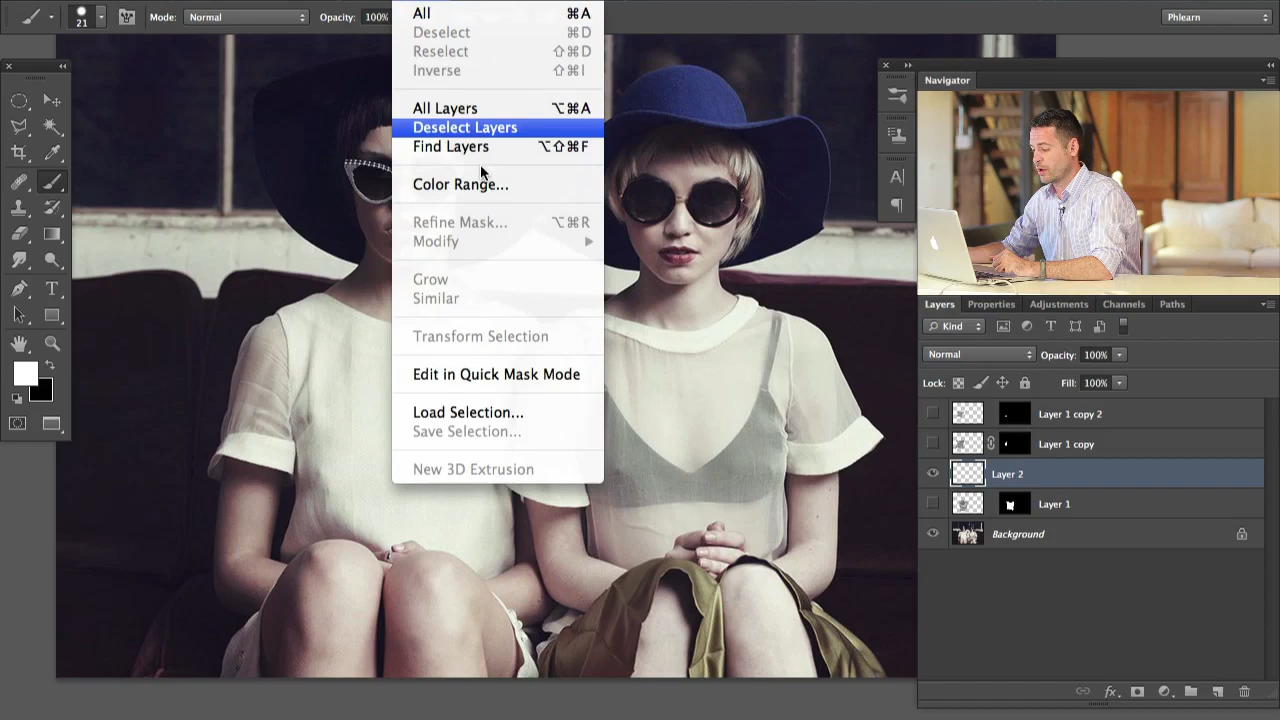 21 Mode: Normal Opacity: 100% Phlearn
All ⌘A
Deselect ⌘D
Reselect ⇧⌘D
Inverse ⇧⌘I
All Layers ⌥⌘A
Deselect Layers
Find Layers ⌥⇧⌘F
Color Range...
Refine Mask... ⌥⌘R
Modify
Grow
Similar
Transform Selection
Edit in Quick Mask Mode
Load Selection...
Save Selection...
New 3D Extrusion
Navigator
Layers Properties Adjustments Channels Paths
Kind
Normal Opacity: 100%
Lock: Fill: 100%
Layer 1 copy 2
Layer 1 copy
Layer 2
Layer 1
Background
fx